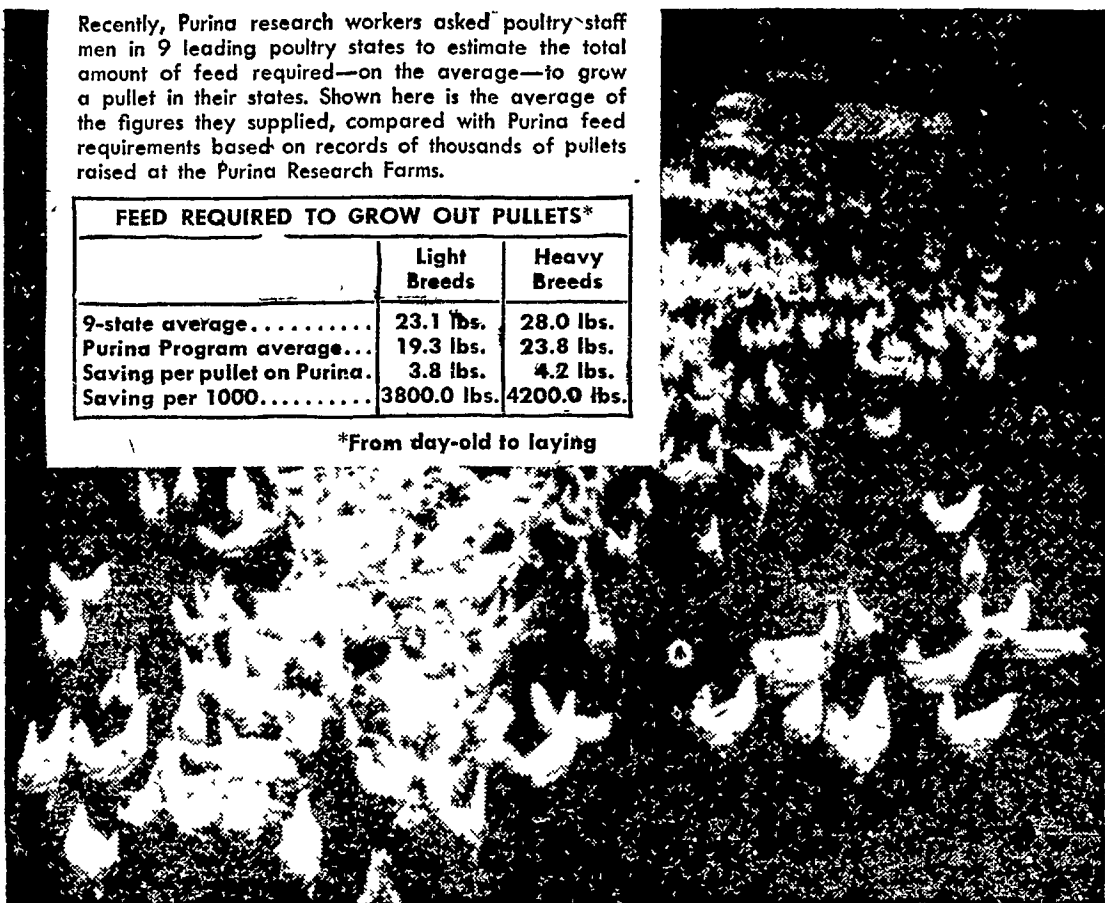 Recently, Purina research workers asked poultry staff
men in 9 leading poultry states to estimate the total
amount of feed required—on the average—to grow
a pullet in their states. Shown here is the average of
the figures they supplied, compared with Purina feed
requirements based on records of thousands of pullets
raised at the Purina Research Farms.
FEED REQUIRED TO GROW OUT PULLETS*
Light Breeds Heavy Breeds
9-state average.......... 23.1 lbs. 28.0 lbs.
Purina Program average... 19.3 lbs. 23.8 lbs.
Saving per pullet on Purina. 3.8 lbs. 4.2 lbs.
Saving per 1000.......... 3800.0 lbs. 4200.0 lbs.
*From day-old to laying